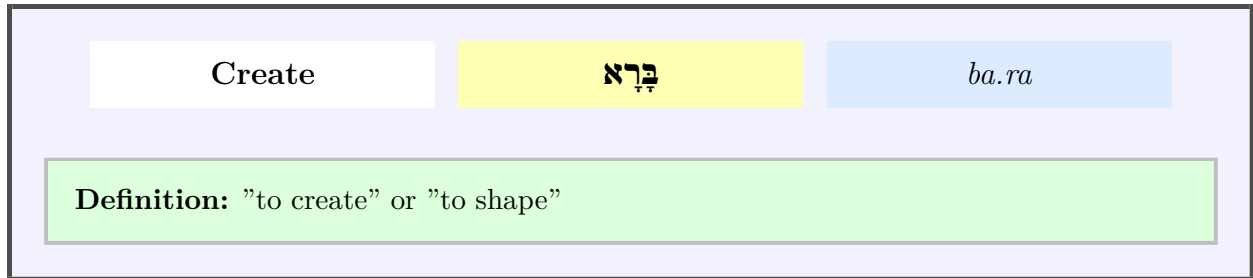 Create בָּרָא ba.ra
Definition: ”to create” or ”to shape”